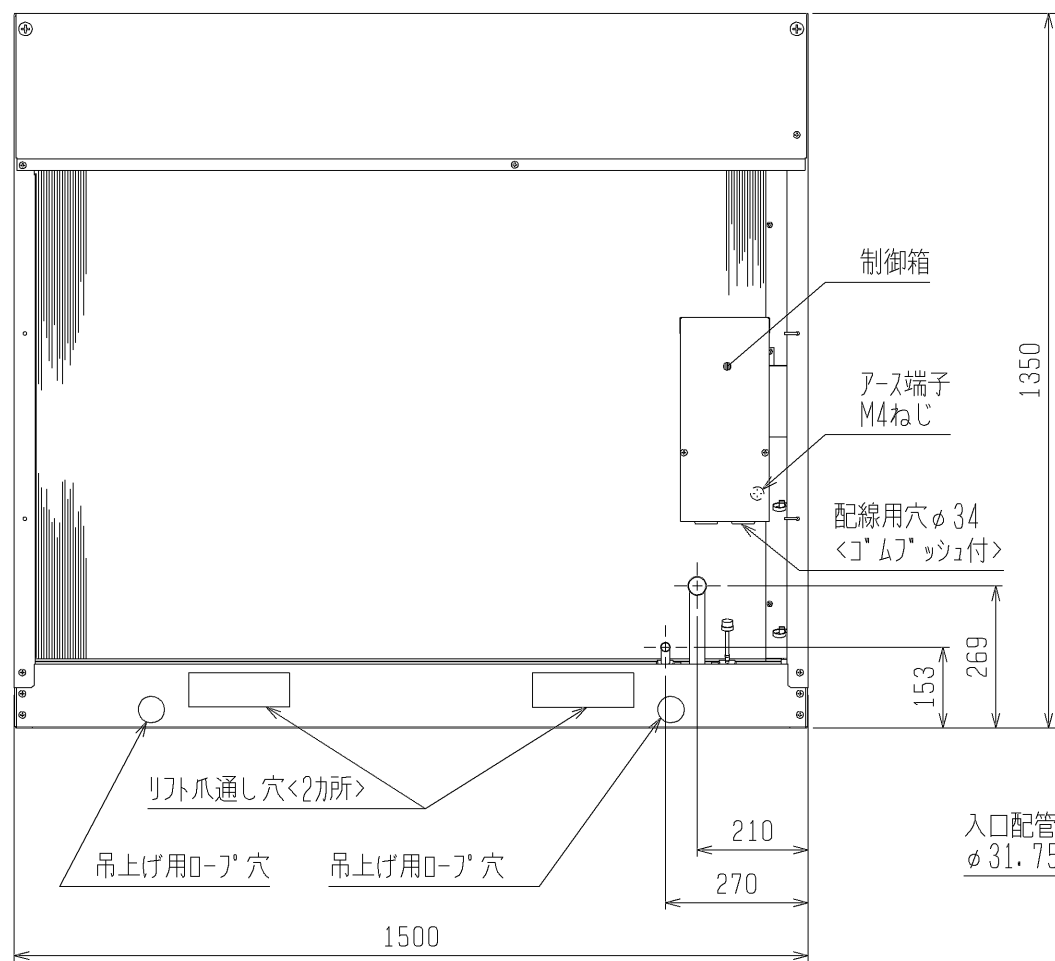 制御箱
1350
アース端子
M4ねじ
配線用穴φ34
<ゴムブッシュ付>
269
153
リフト爪通し穴<2カ所>
210
入口配管
φ31.75
吊上げ用ロープ穴
吊上げ用ロープ穴
270
1500